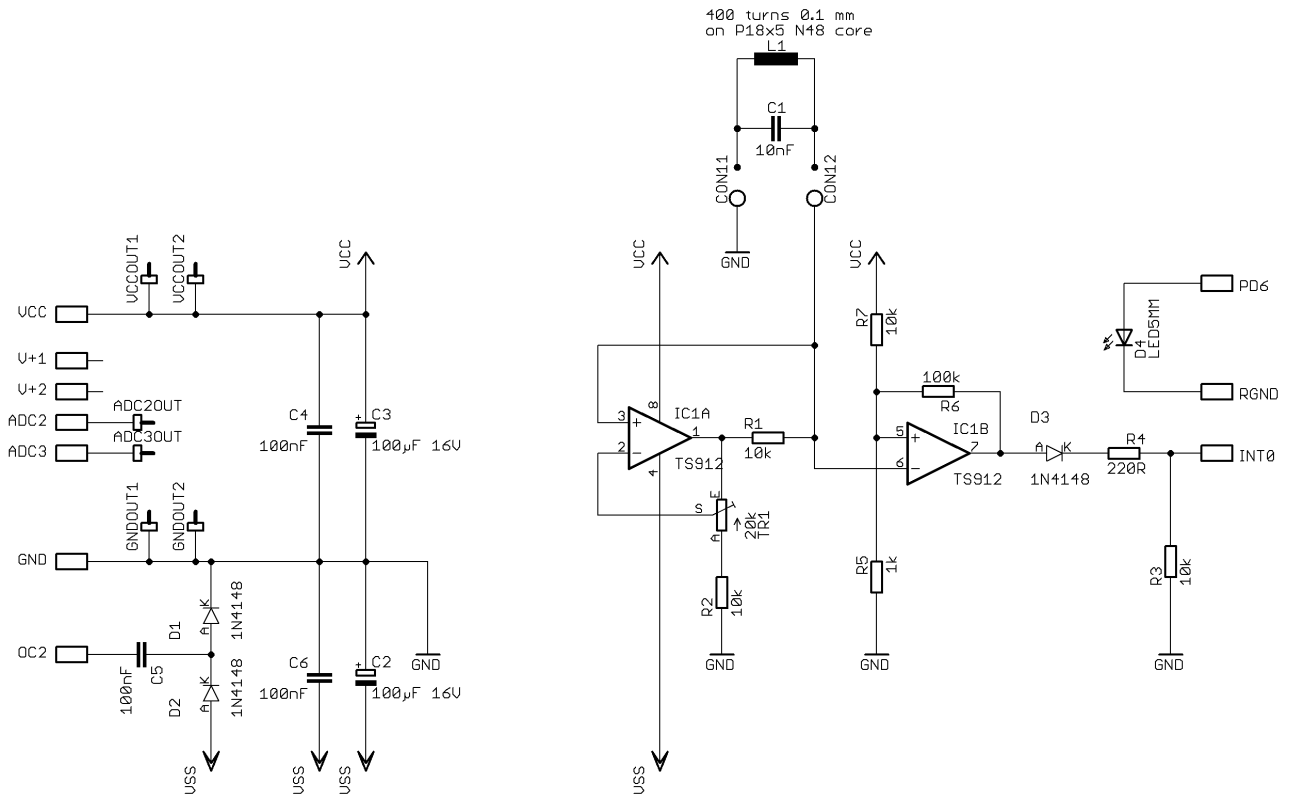 400 turns 0.1 mm
on P18x5 N48 core
L1
C1
10nF
CON11
CON12
GND
VCCOUT1
VCCOUT2
VCC
VCC
V+1
V+2
ADC2
ADC2OUT
ADC3
ADC3OUT
C4
100nF
+
C3
100µF 16V
GNDOUT1
GNDOUT2
GND
GND
OC2
100nF
C5
D1
A
K
1N4148
D2
A
K
1N4148
C6
100nF
+
C2
100µF 16V
VSS
VSS
VSS
VCC
3
+
2
−
8
4
1
IC1A
TS912
R1
10k
S
E
A
20k
TR1
R2
10k
GND
VSS
VCC
R7
10k
100k
R6
5
+
6
−
7
IC1B
TS912
R5
1k
GND
D3
A
K
1N4148
R4
220R
INT0
R3
10k
GND
PD6
D4
LED5MM
RGND